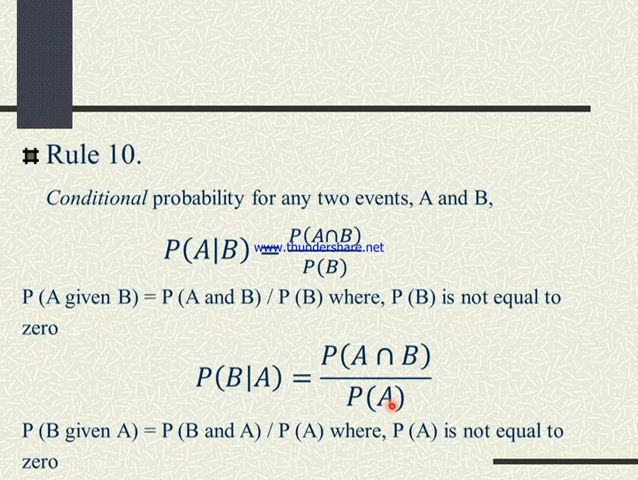 Rule 10.
Conditional probability for any two events, A and B,
P(A|B) = P(A∩B) / P(B)
www.thundershare.net
P (A given B) = P (A and B) / P (B) where, P (B) is not equal to
zero
P(B|A) = P(A ∩ B) / P(A)
P (B given A) = P (B and A) / P (A) where, P (A) is not equal to
zero